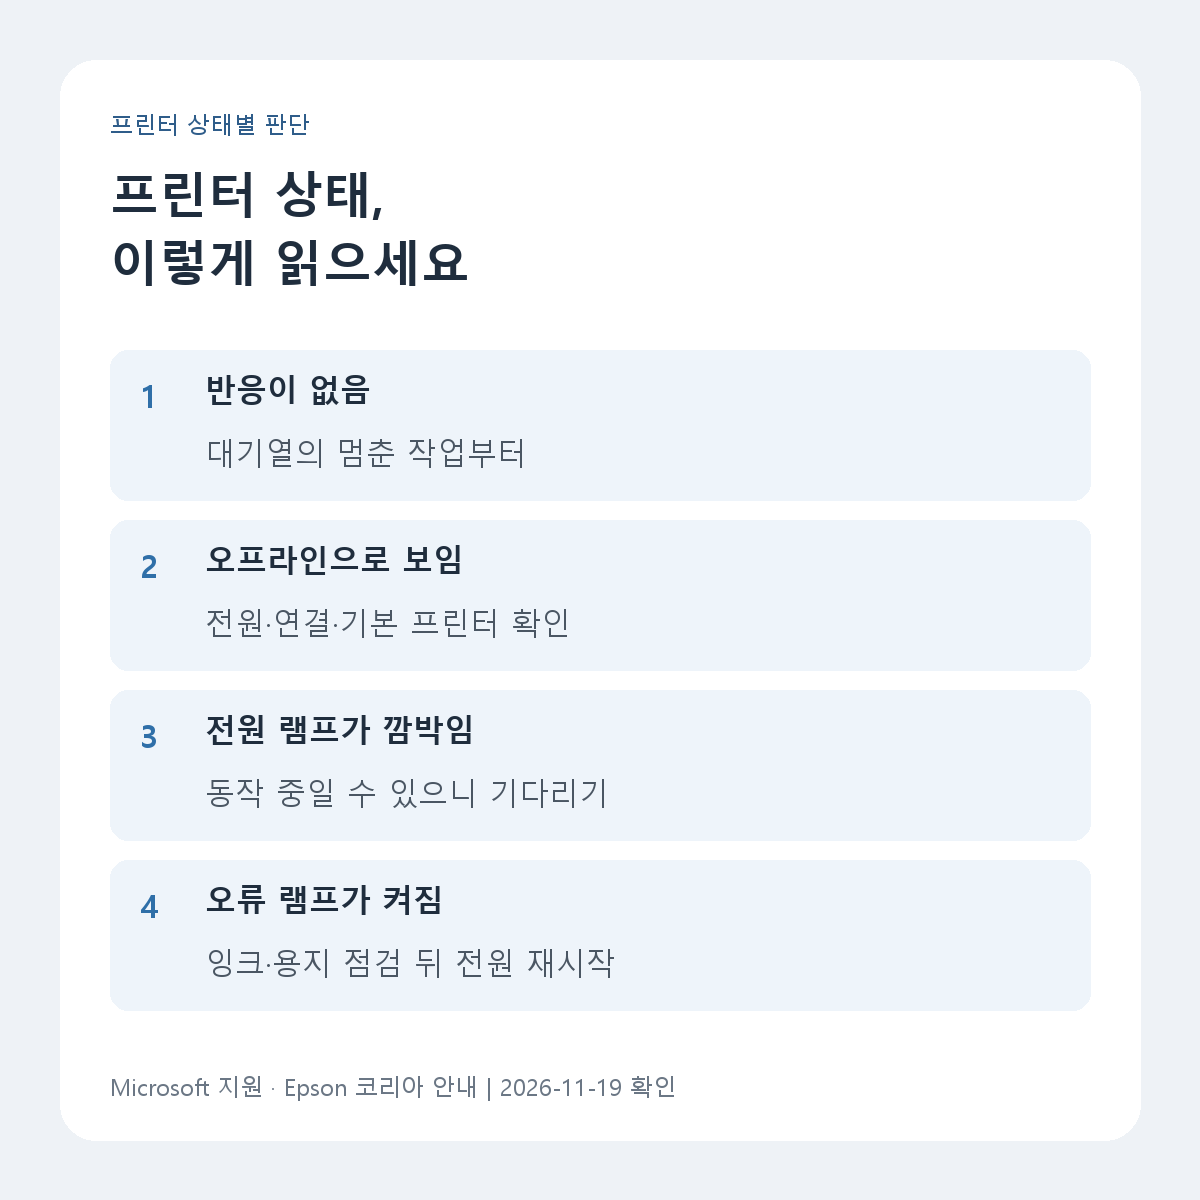 프린터 상태별 판단
프린터 상태,
이렇게 읽으세요
1
반응이 없음
대기열의 멈춘 작업부터
2
오프라인으로 보임
전원·연결·기본 프린터 확인
3
전원 램프가 깜박임
동작 중일 수 있으니 기다리기
4
오류 램프가 켜짐
잉크·용지 점검 뒤 전원 재시작
Microsoft 지원 · Epson 코리아 안내 | 2026-11-19 확인